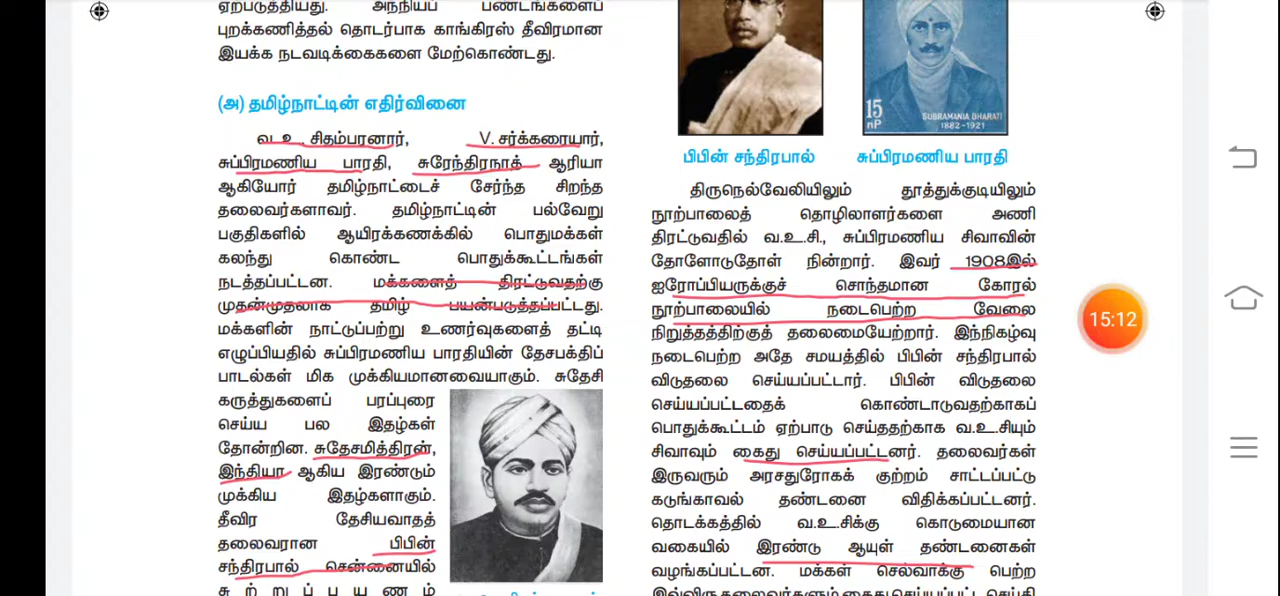 ஏற்படுத்தியது. அந்நியப் பண்டங்களைப்
புறக்கணித்தல் தொடர்பாக காங்கிரஸ் தீவிரமான
இயக்க நடவடிக்கைகளை மேற்கொண்டது.
(அ) தமிழ்நாட்டின் எதிர்வினை
வ.உ. சிதம்பரனார், V. சர்க்கரையார்,
சுப்பிரமணிய பாரதி, சுரேந்திரநாத் ஆரியா
ஆகியோர் தமிழ்நாட்டைச் சேர்ந்த சிறந்த
தலைவர்களாவர். தமிழ்நாட்டின் பல்வேறு
பகுதிகளில் ஆயிரக்கணக்கில் பொதுமக்கள்
கலந்து கொண்ட பொதுக்கூட்டங்கள்
நடத்தப்பட்டன. மக்களைத் திரட்டுவதற்கு
முதன்முதலாக தமிழ் பயன்படுத்தப்பட்டது.
மக்களின் நாட்டுப்பற்று உணர்வுகளைத் தட்டி
எழுப்பியதில் சுப்பிரமணிய பாரதியின் தேசபக்திப்
பாடல்கள் மிக முக்கியமானவையாகும். சுதேசி
கருத்துகளைப் பரப்புரை
செய்ய பல இதழ்கள்
தோன்றின. சுதேசமித்திரன்,
இந்தியா ஆகிய இரண்டும்
முக்கிய இதழ்களாகும்.
தீவிர தேசியவாதத்
தலைவரான பிபின்
சந்திரபால் சென்னையில்
சுற்றுப்பயணம்
15 nP
SUBRAMANIA BHARATI
1882-1921
பிபின் சந்திரபால் சுப்பிரமணிய பாரதி
திருநெல்வேலியிலும் தூத்துக்குடியிலும்
நூற்பாலைத் தொழிலாளர்களை அணி
திரட்டுவதில் வ.உ.சி., சுப்பிரமணிய சிவாவின்
தோளோடுதோள் நின்றார். இவர் 1908இல்
ஐரோப்பியருக்குச் சொந்தமான கோரல்
நூற்பாலையில் நடைபெற்ற வேலை
நிறுத்தத்திற்குத் தலைமையேற்றார். இந்நிகழ்வு
நடைபெற்ற அதே சமயத்தில் பிபின் சந்திரபால்
விடுதலை செய்யப்பட்டார். பிபின் விடுதலை
செய்யப்பட்டதைக் கொண்டாடுவதற்காகப்
பொதுக்கூட்டம் ஏற்பாடு செய்ததற்காக வ.உ.சியும்
சிவாவும் கைது செய்யப்பட்டனர். தலைவர்கள்
இருவரும் அரசதுரோகக் குற்றம் சாட்டப்பட்டு
கடுங்காவல் தண்டனை விதிக்கப்பட்டனர்.
தொடக்கத்தில் வ.உ.சிக்கு கொடுமையான
வகையில் இரண்டு ஆயுள் தண்டனைகள்
வழங்கப்பட்டன. மக்கள் செல்வாக்கு பெற்ற
இவ்விருதலைவர்களும் கைது செய்யப்பட்ட செய்தி
15:12